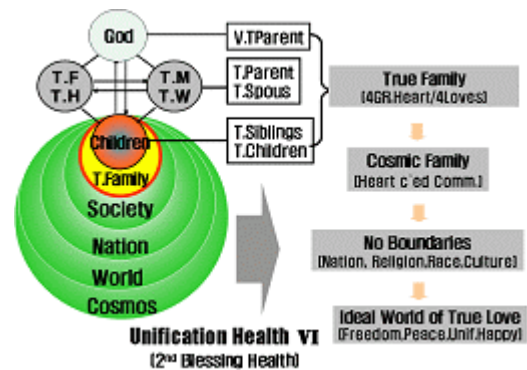 God
T.F
T.H
T.M
T.W
Children
T.Family
Society
Nation
World
Cosmos
V.TParent
T.Parent
T.Spous
T.Siblings
T.Children
True Family
(4GR.Heart/4Loves)
Cosmic Family
(Heart c'ed Comm.)
No Boundaries
(Nation, Religion,Race,Culture)
Ideal World of True Love
(Freedom,Peace,Unif,Happy)
Unification Health VI
(2nd Blessing Health)